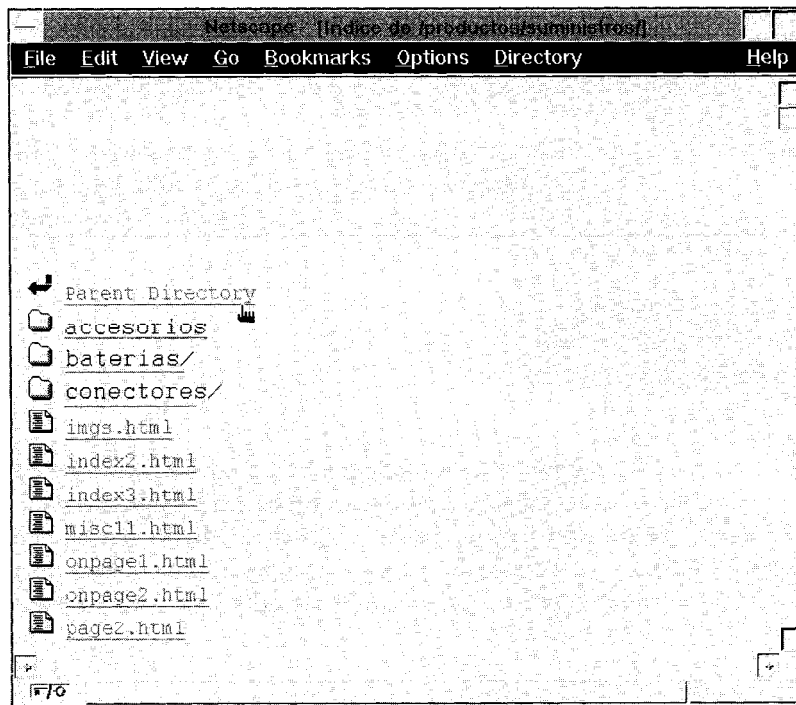 Netscape - [Indice de /productos/suministros/]
File Edit View Go Bookmarks Options Directory Help
Parent Directory
accesorios
baterias/
conectores/
imgs.html
index2.html
index3.html
misc11.html
onpage1.html
onpage2.html
page2.html